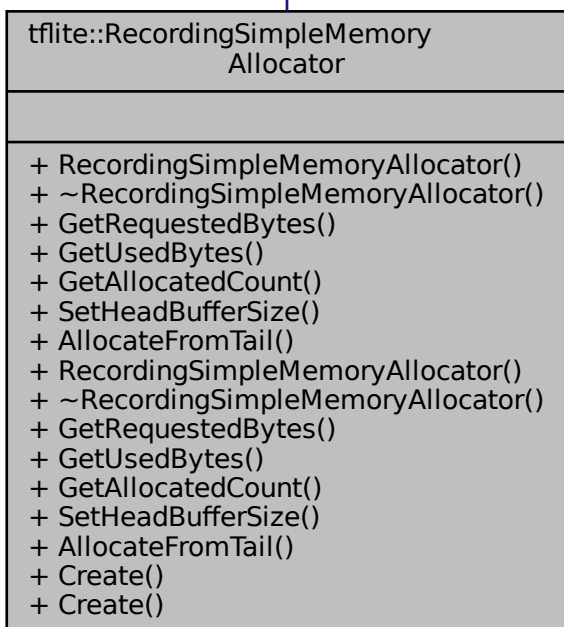 tflite::RecordingSimpleMemory
Allocator
+ RecordingSimpleMemoryAllocator()
+ ~RecordingSimpleMemoryAllocator()
+ GetRequestedBytes()
+ GetUsedBytes()
+ GetAllocatedCount()
+ SetHeadBufferSize()
+ AllocateFromTail()
+ RecordingSimpleMemoryAllocator()
+ ~RecordingSimpleMemoryAllocator()
+ GetRequestedBytes()
+ GetUsedBytes()
+ GetAllocatedCount()
+ SetHeadBufferSize()
+ AllocateFromTail()
+ Create()
+ Create()